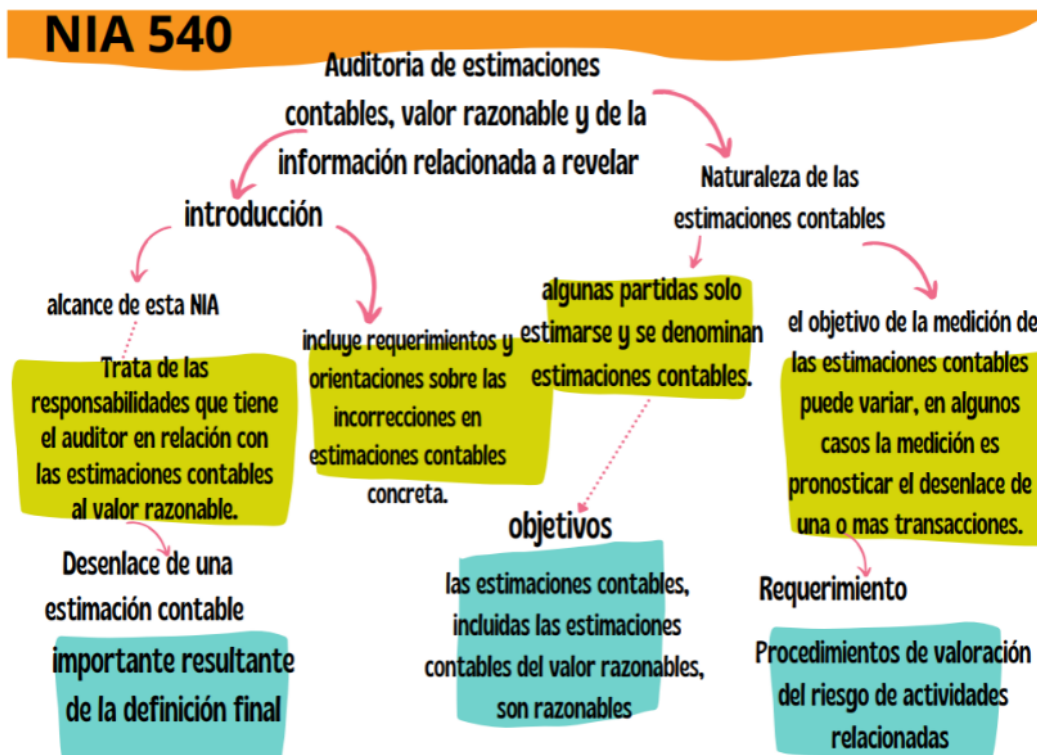 NIA 540
Auditoria de estimaciones
contables, valor razonable y de la
información relacionada a revelar
introducción
alcance de esta NIA
Trata de las
responsabilidades que tiene
el auditor en relación con
las estimaciones contables
al valor razonable.
Desenlace de una
estimación contable
importante resultante
de la definición final
incluye requerimientos y
orientaciones sobre las
incorrecciones en
estimaciones contables
concreta.
Naturaleza de las
estimaciones contables
algunas partidas solo
estimarse y se denominan
estimaciones contables.
objetivos
las estimaciones contables,
incluidas las estimaciones
contables del valor razonables,
son razonables
el objetivo de la medición de
las estimaciones contables
puede variar, en algunos
casos la medición es
pronosticar el desenlace de
una o mas transacciones.
Requerimiento
Procedimientos de valoración
del riesgo de actividades
relacionadas